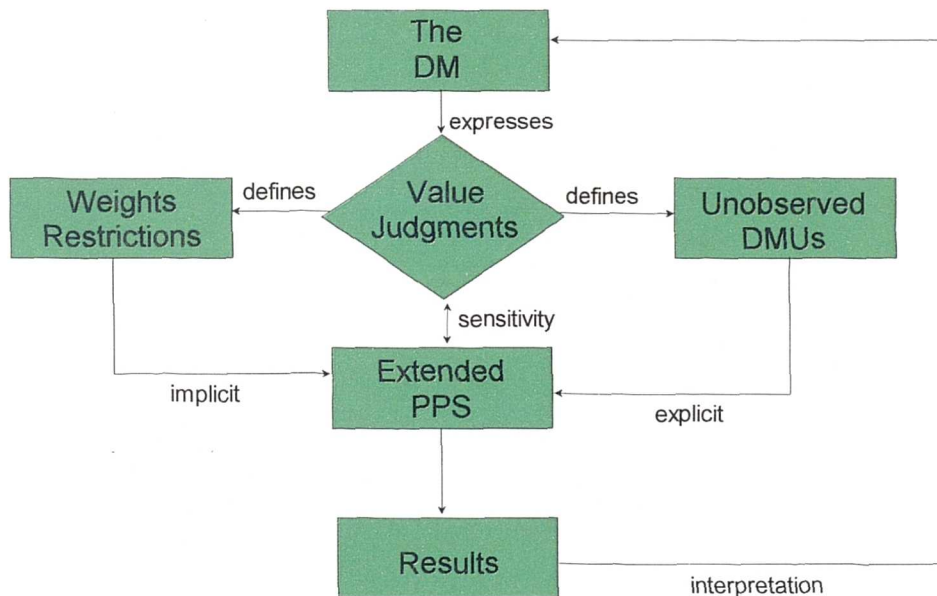 The
DM
expresses
Weights
Restrictions
defines
Value
Judgments
defines
Unobserved
DMUs
sensitivity
implicit
Extended
PPS
explicit
Results
interpretation